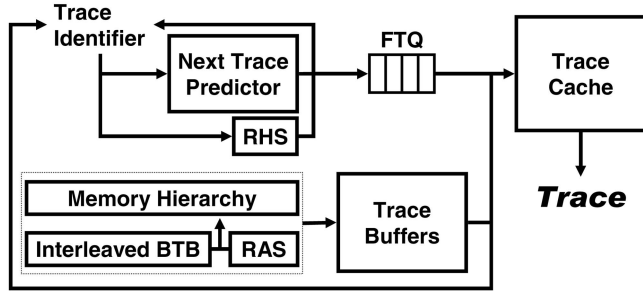 Trace
Identifier
Next Trace
Predictor
RHS
FTQ
Trace
Cache
Trace
Memory Hierarchy
Interleaved BTB
RAS
Trace
Buffers